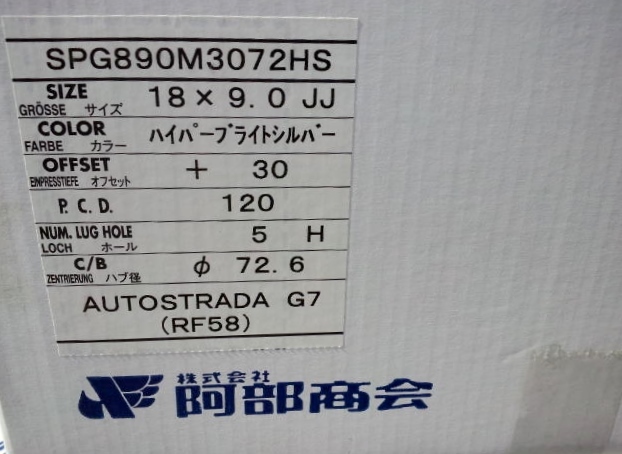 SPG890M3072HS
SIZE
GRÖSSE サイズ 18 × 9.0 JJ
COLOR
FARBE カラー ハイパーブライトシルバー
OFFSET
EINPRESSTIEFE オフセット + 30
P.C.D. 120
NUM. LUG HOLE
LOCH ホール 5 H
C/B
ZENTRIERUNG ハブ径 φ 72.6
AUTOSTRADA G7
(RF58)
株式会社
阿部商会